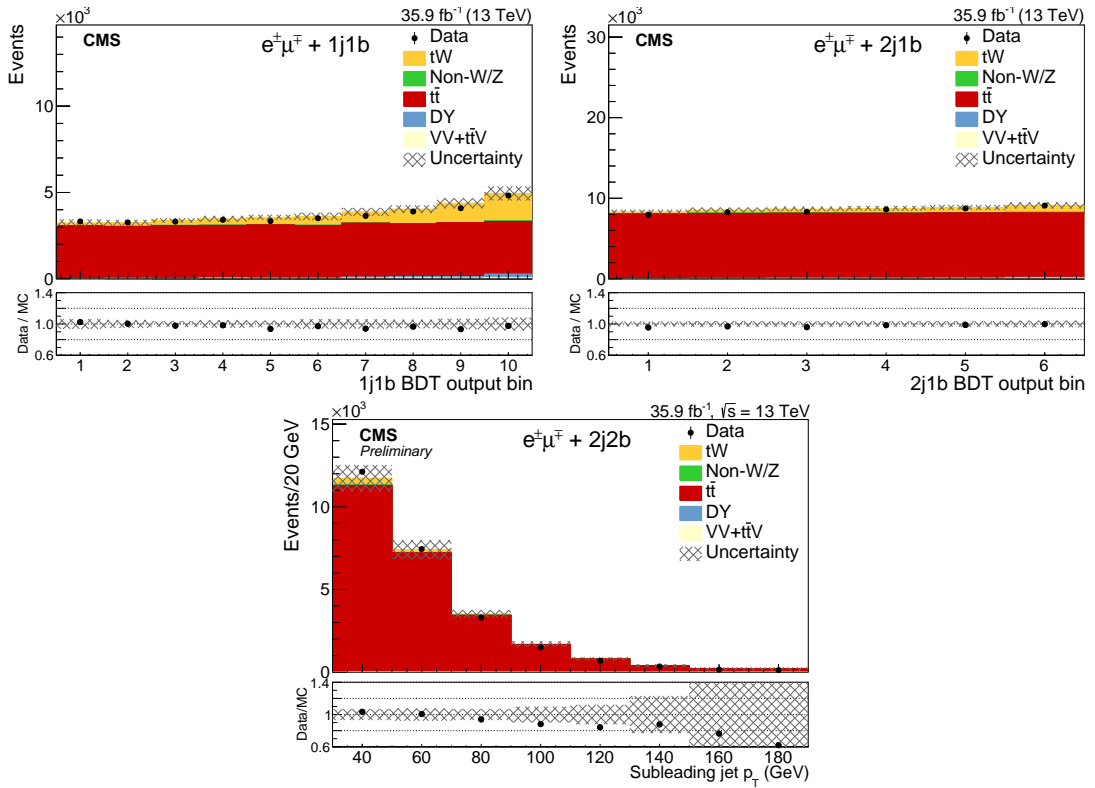 ×10³ 35.9 fb⁻¹ (13 TeV)
CMS e±μ∓ + 1j1b
Data
tW
Non-W/Z
tt̄
DY
VV+tt̄V
Uncertainty
Events
10
5
0
Data / MC
1.4
1.0
0.6
1 2 3 4 5 6 7 8 9 10
1j1b BDT output bin
×10³ 35.9 fb⁻¹ (13 TeV)
CMS e±μ∓ + 2j1b
Data
tW
Non-W/Z
tt̄
DY
VV+tt̄V
Uncertainty
Events
30
20
10
0
Data / MC
1.4
1.0
0.6
1 2 3 4 5 6
2j1b BDT output bin
×10³ 35.9 fb⁻¹, √s = 13 TeV
CMS e±μ∓ + 2j2b
Preliminary
Data
tW
Non-W/Z
tt̄
DY
VV+tt̄V
Uncertainty
Events/20 GeV
15
10
5
0
Data/MC
1.4
1
0.6
40 60 80 100 120 140 160 180
Subleading jet p_T (GeV)